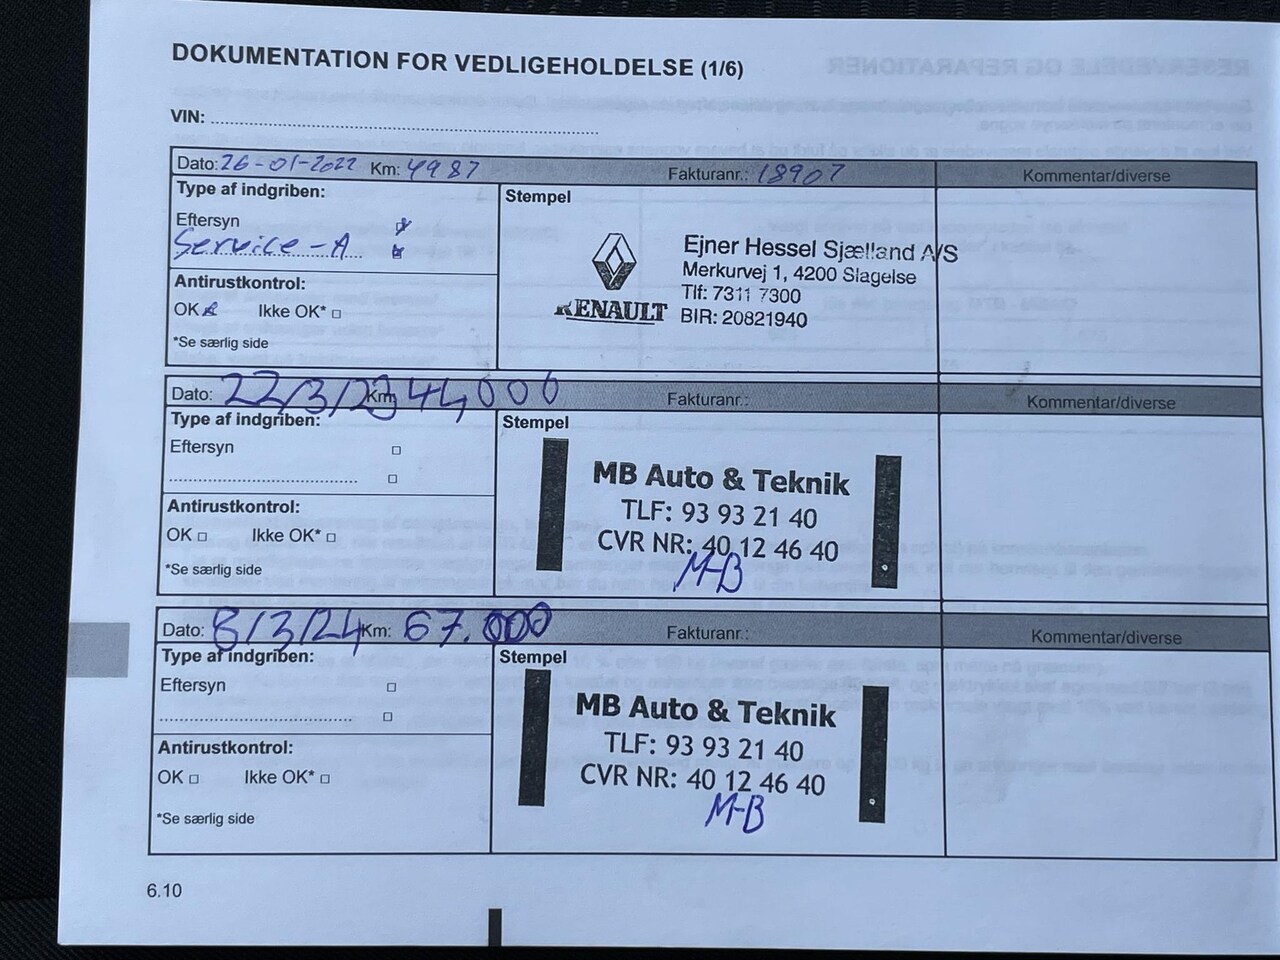 DOKUMENTATION FOR VEDLIGEHOLDELSE (1/6)
VIN:
Dato: 26-01-2022 Km: 4987 Fakturanr.: 18907 Kommentar/diverse
Type af indgriben:
Stempel
Eftersyn
Service-A
Antirustkontrol:
OK Ikke OK*
*Se særlig side
RENAULT
Ejner Hessel Sjælland A/S
Merkurvej 1, 4200 Slagelse
Tlf: 7311 7300
BIR: 20821940
Dato: 22/3/23 Km: 44,000 Fakturanr.: Kommentar/diverse
Type af indgriben:
Stempel
Eftersyn
Antirustkontrol:
OK Ikke OK*
*Se særlig side
MB Auto & Teknik
TLF: 93 93 21 40
CVR NR: 40 12 46 40
M-B
Dato: 8/3/24 Km: 67.000 Fakturanr.: Kommentar/diverse
Type af indgriben:
Stempel
Eftersyn
Antirustkontrol:
OK Ikke OK*
*Se særlig side
MB Auto & Teknik
TLF: 93 93 21 40
CVR NR: 40 12 46 40
M-B
6.10